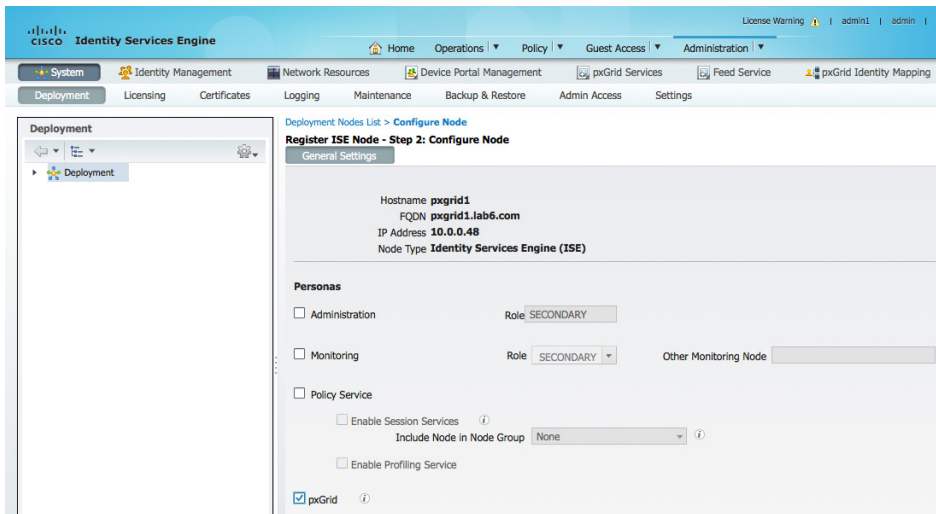 License Warning | admin1 | admin |
cisco Identity Services Engine
Home Operations | Policy | Guest Access | Administration |
System Identity Management Network Resources Device Portal Management pxGrid Services Feed Service pxGrid Identity Mapping
Deployment Licensing Certificates Logging Maintenance Backup & Restore Admin Access Settings
Deployment
Deployment
Deployment Nodes List > Configure Node
Register ISE Node - Step 2: Configure Node
General Settings
Hostname pxgrid1
FQDN pxgrid1.lab6.com
IP Address 10.0.0.48
Node Type Identity Services Engine (ISE)
Personas
Administration Role SECONDARY
Monitoring Role SECONDARY Other Monitoring Node
Policy Service
Enable Session Services
Include Node in Node Group None
Enable Profiling Service
pxGrid